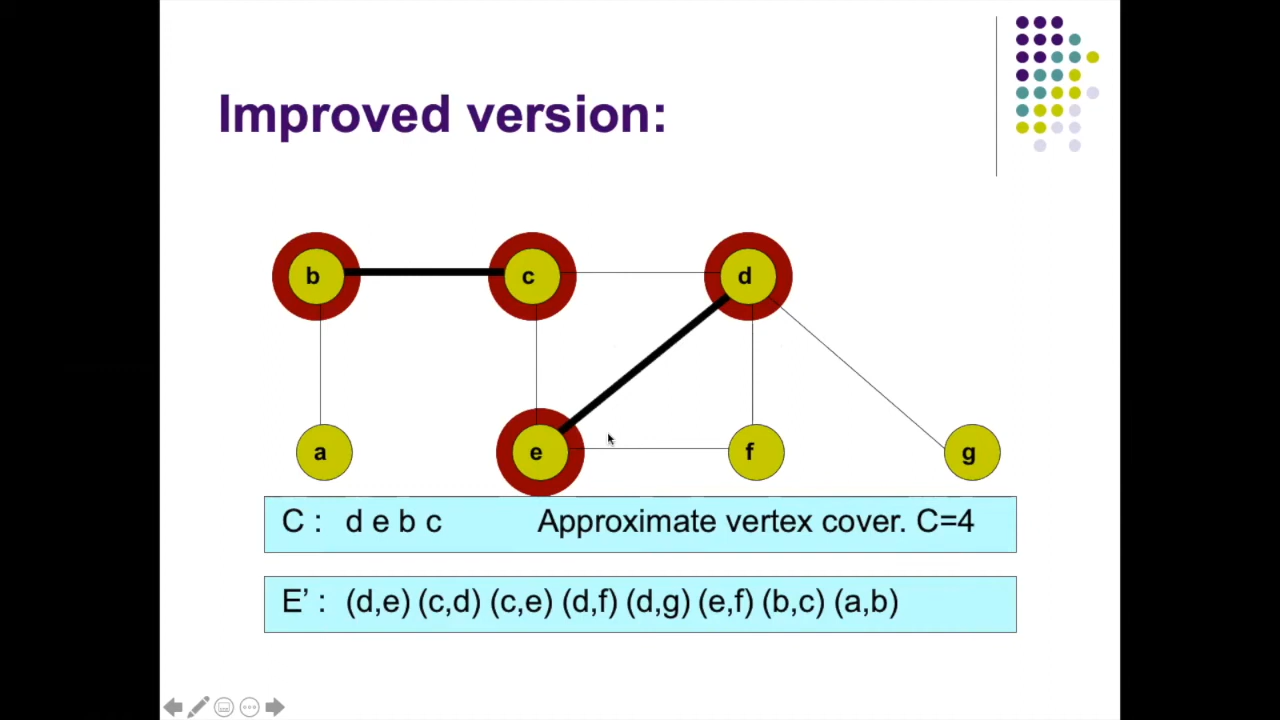 Improved version:
b c d
a e f g
C : d e b c Approximate vertex cover. C=4
E’ : (d,e) (c,d) (c,e) (d,f) (d,g) (e,f) (b,c) (a,b)